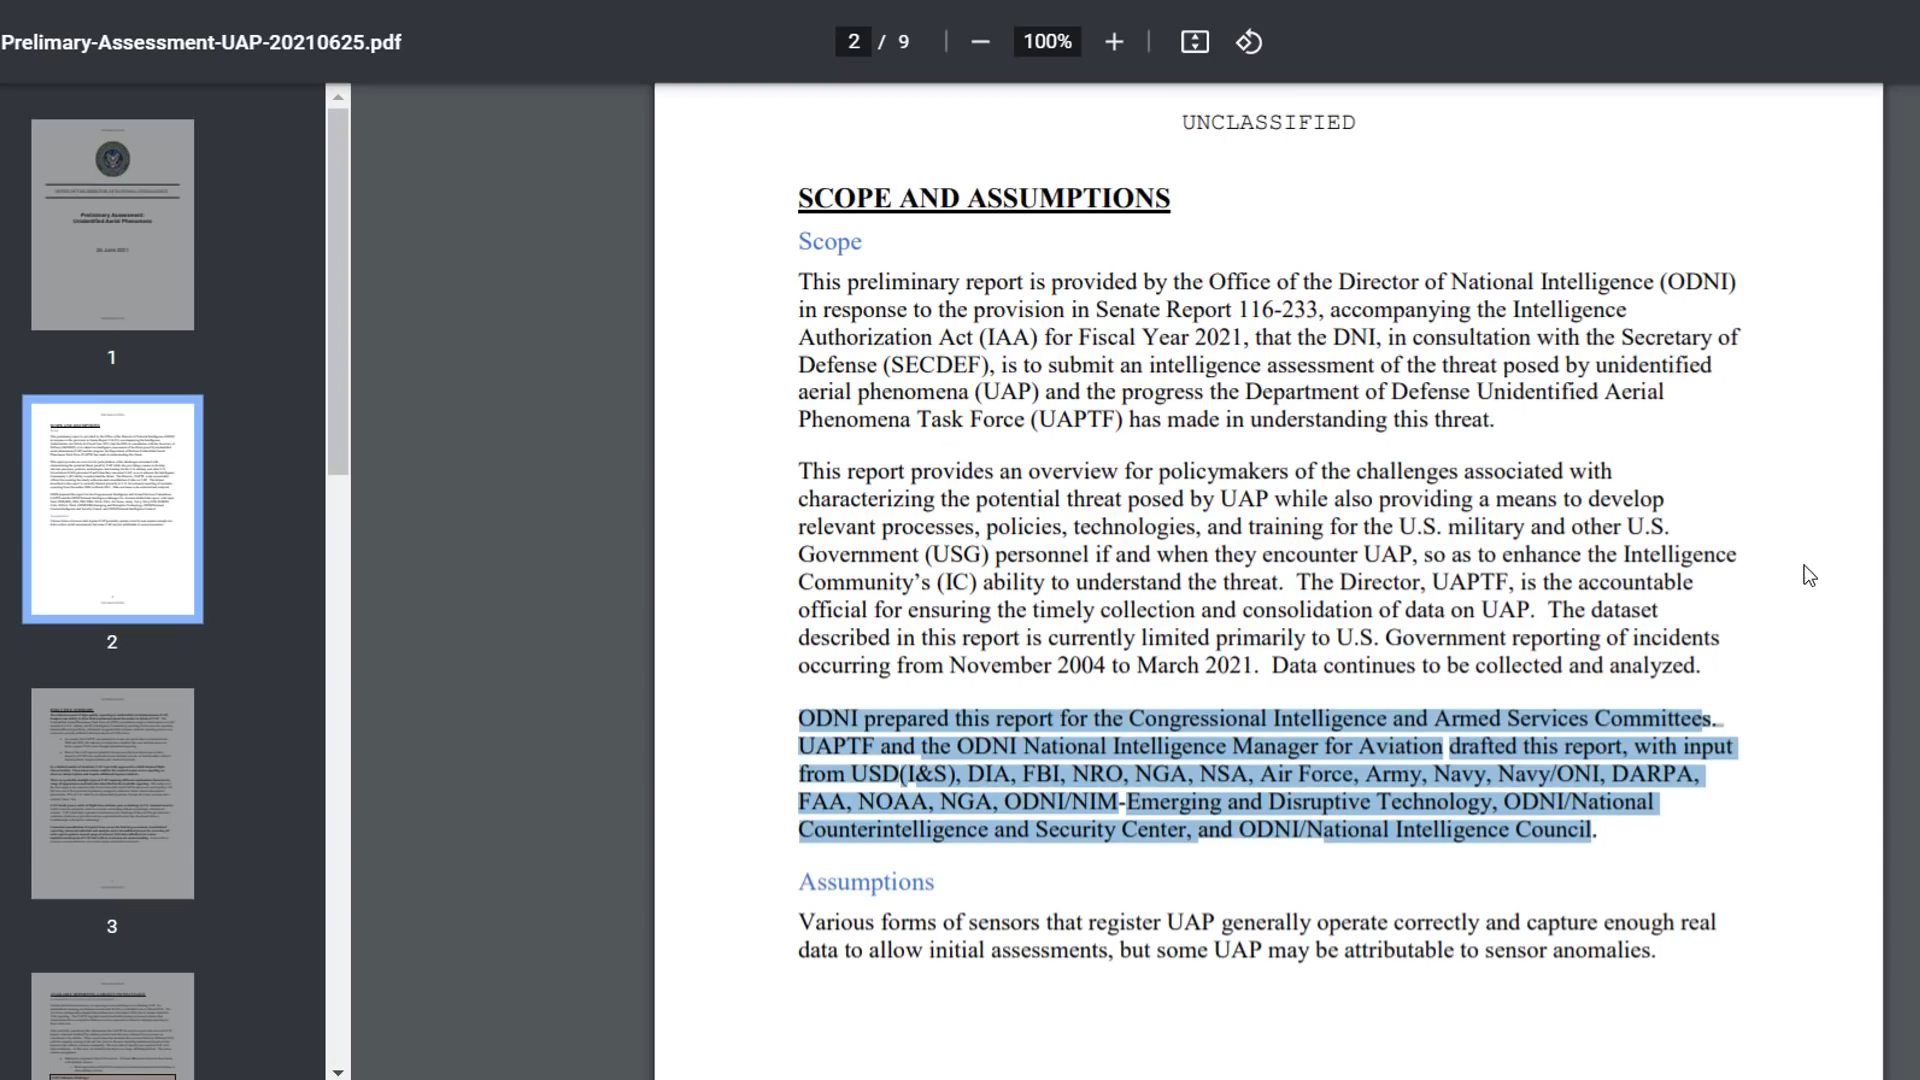 Prelimary-Assessment-UAP-20210625.pdf
2 / 9
100%
Preliminary Assessment:
Unidentified Aerial Phenomena
1
2
3
UNCLASSIFIED
SCOPE AND ASSUMPTIONS
Scope
This preliminary report is provided by the Office of the Director of National Intelligence (ODNI)
in response to the provision in Senate Report 116-233, accompanying the Intelligence
Authorization Act (IAA) for Fiscal Year 2021, that the DNI, in consultation with the Secretary of
Defense (SECDEF), is to submit an intelligence assessment of the threat posed by unidentified
aerial phenomena (UAP) and the progress the Department of Defense Unidentified Aerial
Phenomena Task Force (UAPTF) has made in understanding this threat.
This report provides an overview for policymakers of the challenges associated with
characterizing the potential threat posed by UAP while also providing a means to develop
relevant processes, policies, technologies, and training for the U.S. military and other U.S.
Government (USG) personnel if and when they encounter UAP, so as to enhance the Intelligence
Community’s (IC) ability to understand the threat.  The Director, UAPTF, is the accountable
official for ensuring the timely collection and consolidation of data on UAP.  The dataset
described in this report is currently limited primarily to U.S. Government reporting of incidents
occurring from November 2004 to March 2021.  Data continues to be collected and analyzed.
ODNI prepared this report for the Congressional Intelligence and Armed Services Committees.
UAPTF and the ODNI National Intelligence Manager for Aviation drafted this report, with input
from USD(I&S), DIA, FBI, NRO, NGA, NSA, Air Force, Army, Navy, Navy/ONI, DARPA,
FAA, NOAA, NGA, ODNI/NIM-Emerging and Disruptive Technology, ODNI/National
Counterintelligence and Security Center, and ODNI/National Intelligence Council.
Assumptions
Various forms of sensors that register UAP generally operate correctly and capture enough real
data to allow initial assessments, but some UAP may be attributable to sensor anomalies.